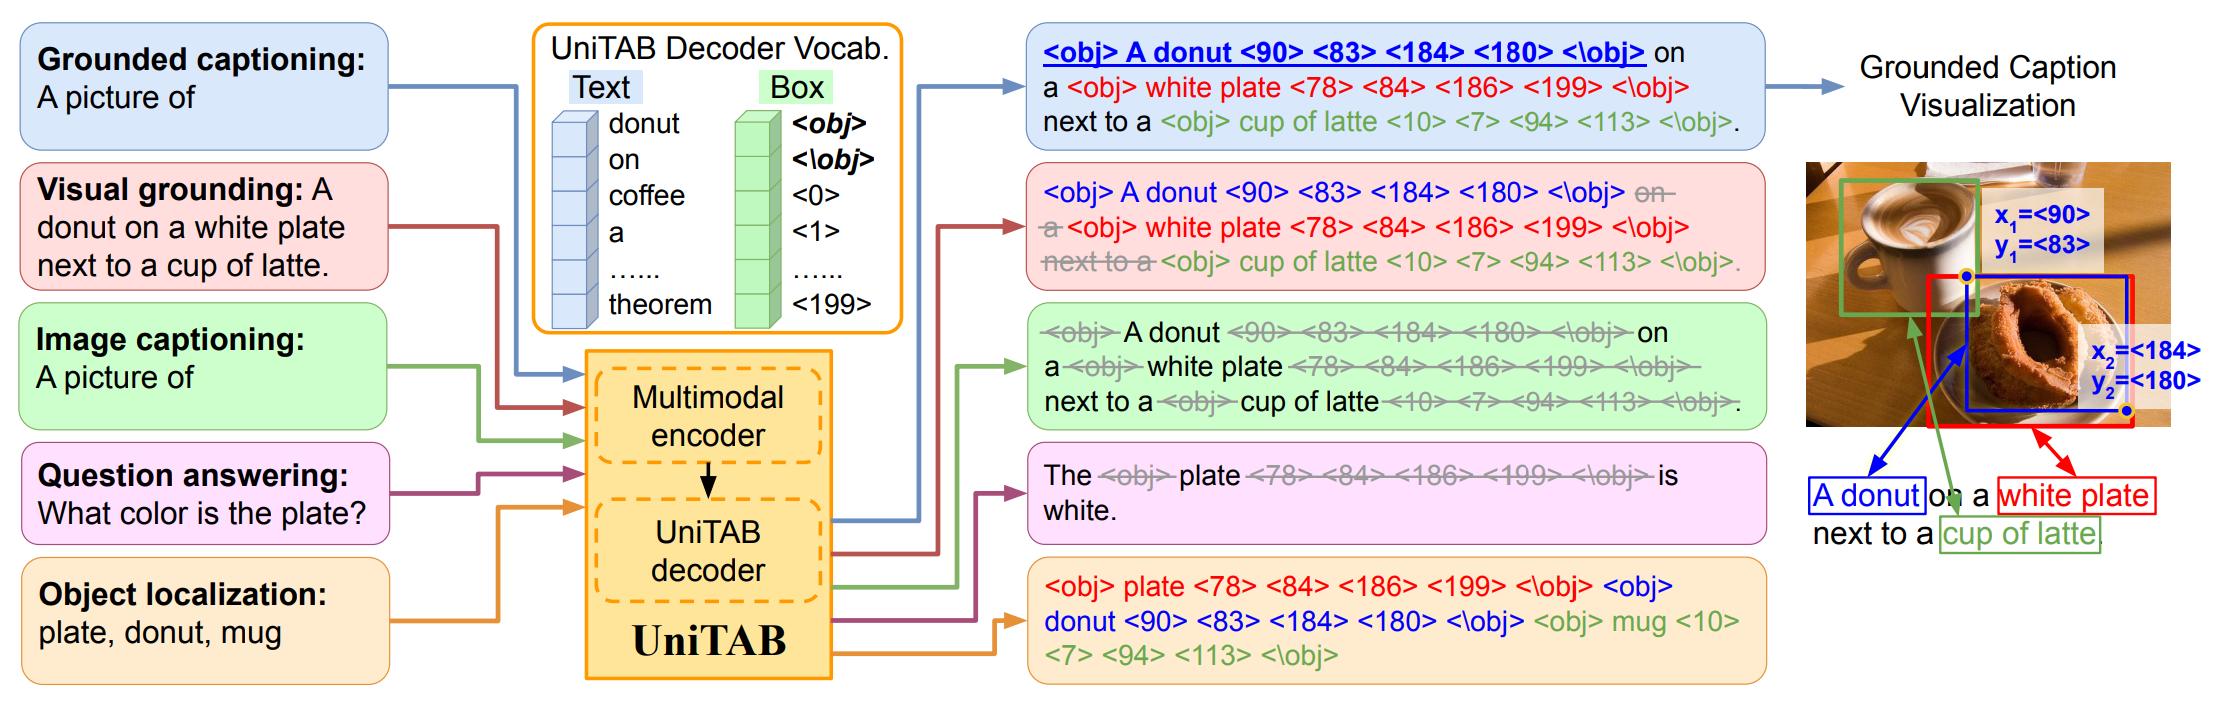 Grounded captioning:
A picture of
Visual grounding: A
donut on a white plate
next to a cup of latte.
Image captioning:
A picture of
Question answering:
What color is the plate?
Object localization:
plate, donut, mug
UniTAB Decoder Vocab.
Text
donut
on
coffee
a
…...
theorem
Box
<obj>
<\obj>
<0>
<1>
…...
<199>
Multimodal
encoder
UniTAB
decoder
UniTAB
<obj> A donut <90> <83> <184> <180> <\obj> on
a <obj> white plate <78> <84> <186> <199> <\obj>
next to a <obj> cup of latte <10> <7> <94> <113> <\obj>.
<obj> A donut <90> <83> <184> <180> <\obj> on
a <obj> white plate <78> <84> <186> <199> <\obj>
next to a <obj> cup of latte <10> <7> <94> <113> <\obj>.
<obj> A donut <90> <83> <184> <180> <\obj> on
a <obj> white plate <78> <84> <186> <199> <\obj>
next to a <obj> cup of latte <10> <7> <94> <113> <\obj>.
The <obj> plate <78> <84> <186> <199> <\obj> is
white.
<obj> plate <78> <84> <186> <199> <\obj> <obj>
donut <90> <83> <184> <180> <\obj> <obj> mug <10>
<7> <94> <113> <\obj>
Grounded Caption
Visualization
x1=<90>
y1=<83>
x2=<184>
y2=<180>
A donut on a white plate
next to a cup of latte.